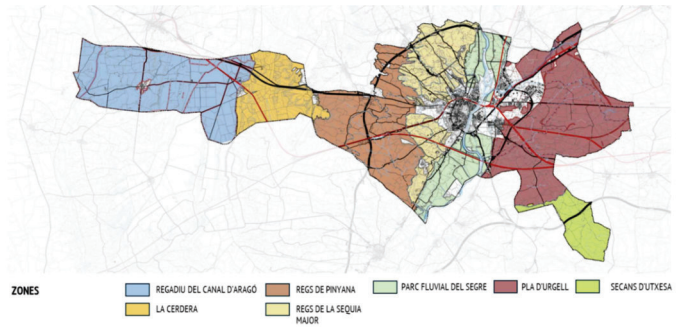 ZONES
REGADIU DEL CANAL D'ARAGÓ
REGS DE PINYANA
PARC FLUVIAL DEL SEGRE
PLA D'URGELL
SECANS D'UTXESA
LA CERDERA
REGS DE LA SEQUIA
MAJOR